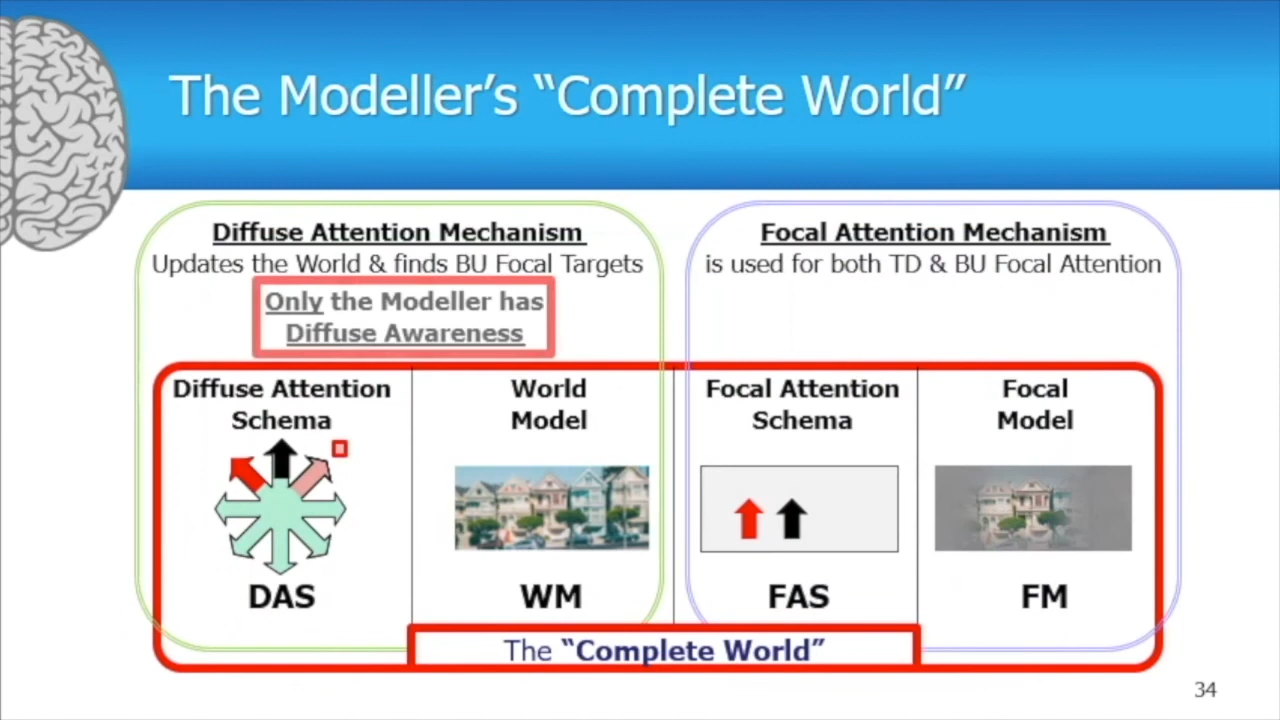 The Modeller’s “Complete World”
Diffuse Attention Mechanism
Updates the World & finds BU Focal Targets
Only the Modeller has
Diffuse Awareness
Focal Attention Mechanism
is used for both TD & BU Focal Attention
Diffuse Attention
Schema
DAS
World
Model
WM
Focal Attention
Schema
FAS
Focal
Model
FM
The “Complete World”
34